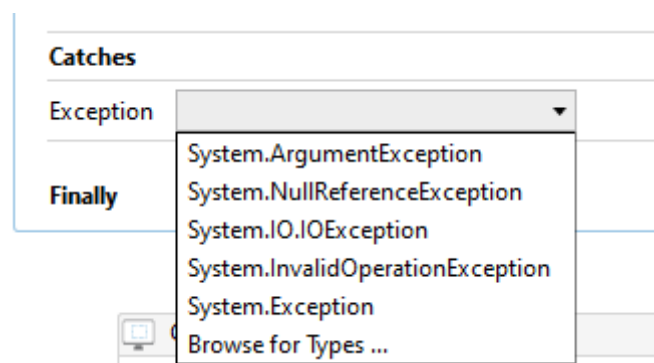 Catches
Exception
System.ArgumentException
System.NullReferenceException
Finally
System.IO.IOException
System.InvalidOperationException
System.Exception
Browse for Types ...